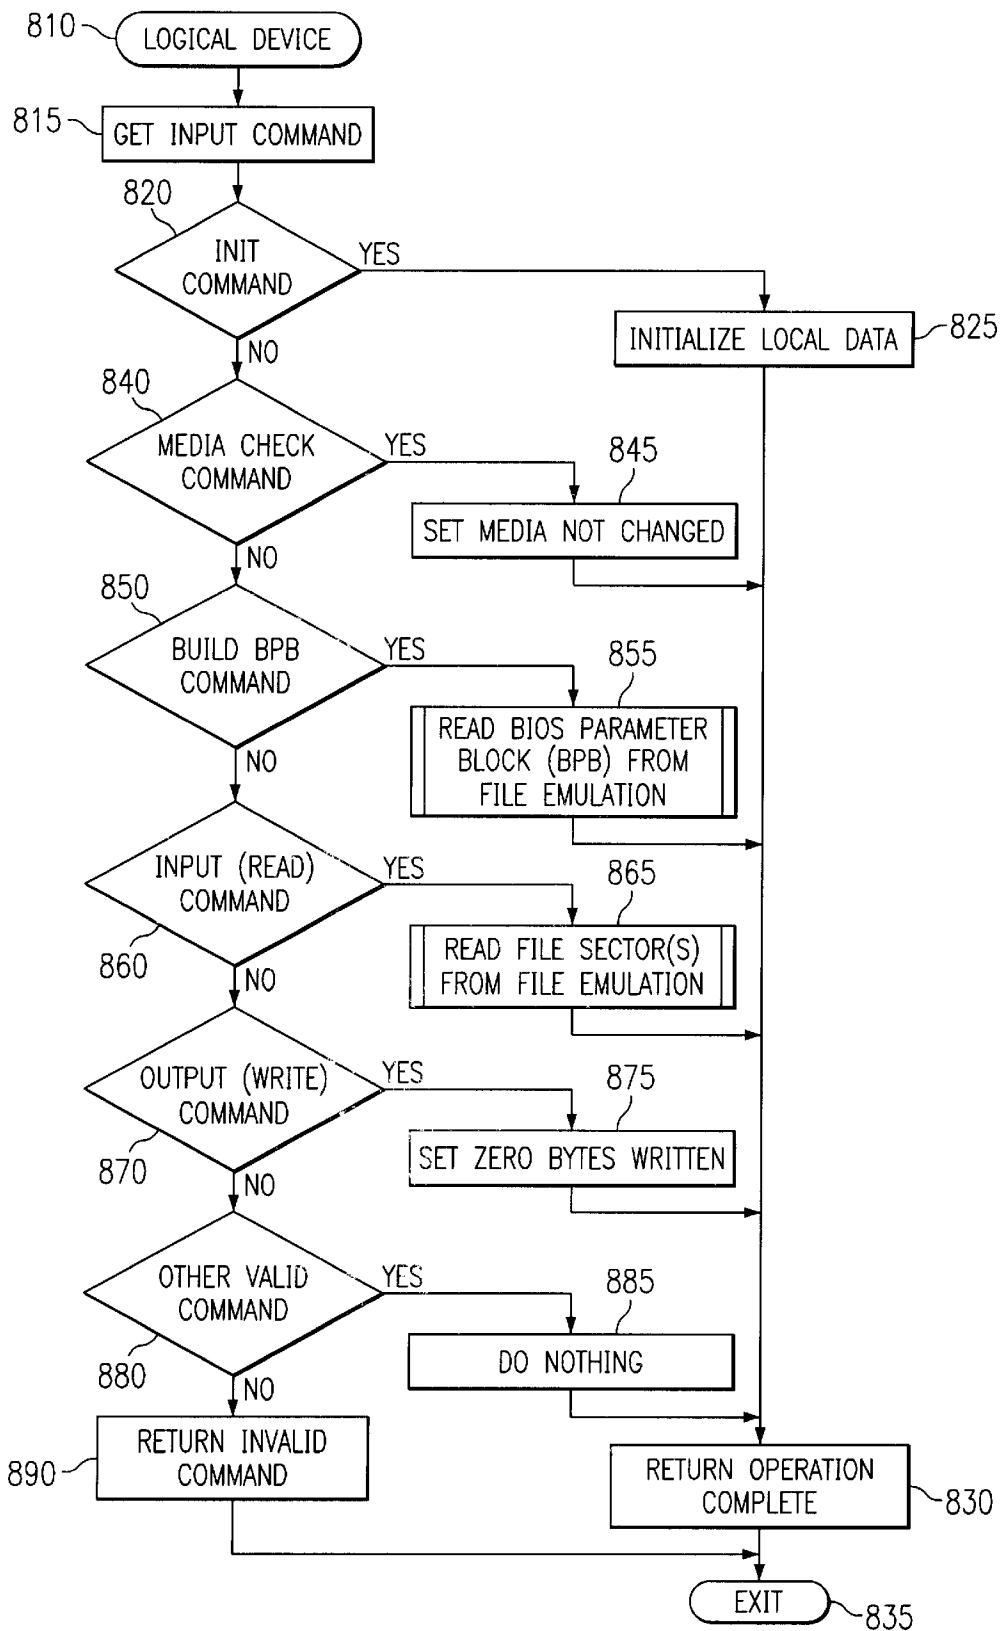 810
LOGICAL DEVICE
815
GET INPUT COMMAND
820
INIT
COMMAND
YES
NO
INITIALIZE LOCAL DATA
825
840
MEDIA CHECK
COMMAND
YES
NO
845
SET MEDIA NOT CHANGED
850
BUILD BPB
COMMAND
YES
NO
855
READ BIOS PARAMETER
BLOCK (BPB) FROM
FILE EMULATION
INPUT (READ)
COMMAND
YES
860
NO
865
READ FILE SECTOR(S)
FROM FILE EMULATION
OUTPUT (WRITE)
COMMAND
YES
870
NO
875
SET ZERO BYTES WRITTEN
OTHER VALID
COMMAND
YES
880
NO
885
DO NOTHING
RETURN INVALID
COMMAND
890
RETURN OPERATION
COMPLETE
830
EXIT
835